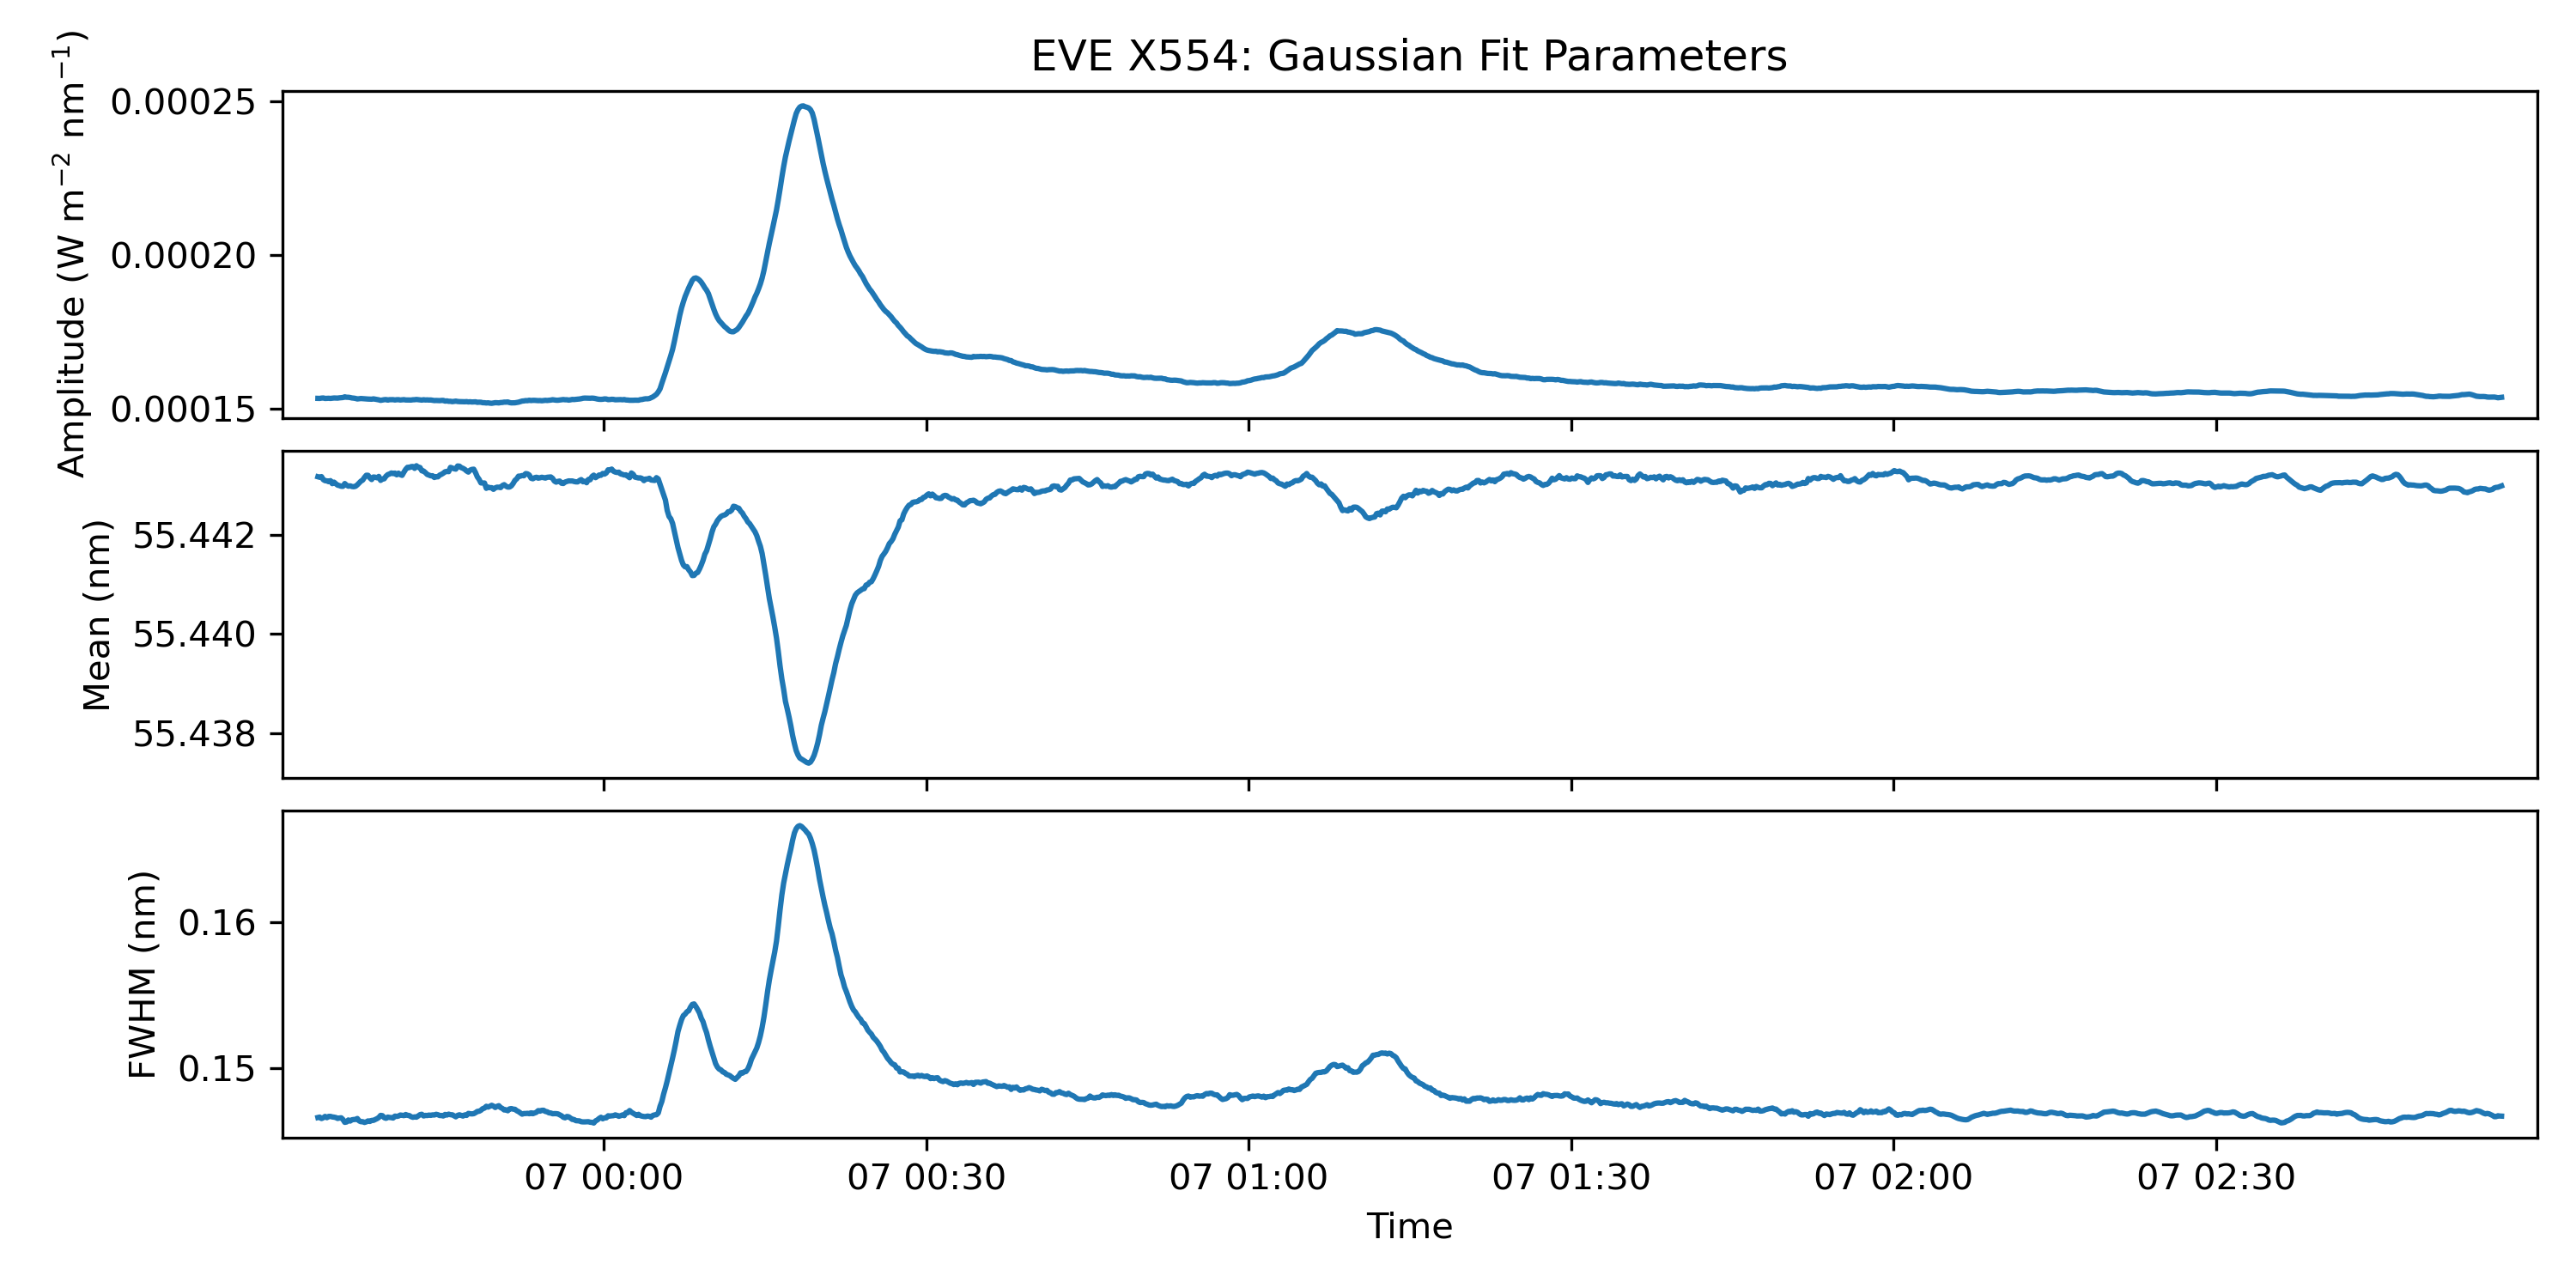 EVE X554: Gaussian Fit Parameters
Amplitude (W m⁻² nm⁻¹)
0.00025
0.00020
0.00015
Mean (nm)
55.442
55.440
55.438
FWHM (nm)
0.16
0.15
07 00:00 07 00:30 07 01:00 07 01:30 07 02:00 07 02:30
Time